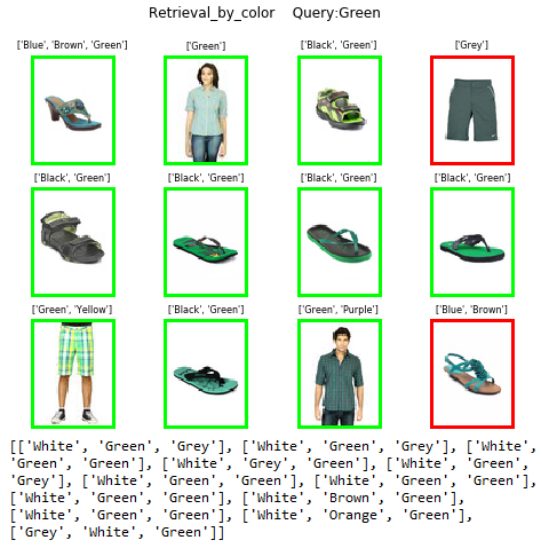 Retrieval_by_color Query:Green
['Blue', 'Brown', 'Green'] ['Green'] ['Black', 'Green'] ['Grey']
['Black', 'Green'] ['Black', 'Green'] ['Black', 'Green'] ['Black', 'Green']
['Green', 'Yellow'] ['Black', 'Green'] ['Green', 'Purple'] ['Blue', 'Brown']
[['White', 'Green', 'Grey'], ['White', 'Green', 'Grey'], ['White',
'Green', 'Green'], ['White', 'Grey', 'Green'], ['White', 'Green',
'Grey'], ['White', 'Green', 'Green'], ['White', 'Green', 'Green'],
['White', 'Green', 'Green'], ['White', 'Brown', 'Green'],
['White', 'Green', 'Green'], ['White', 'Orange', 'Green'],
['Grey', 'White', 'Green']]